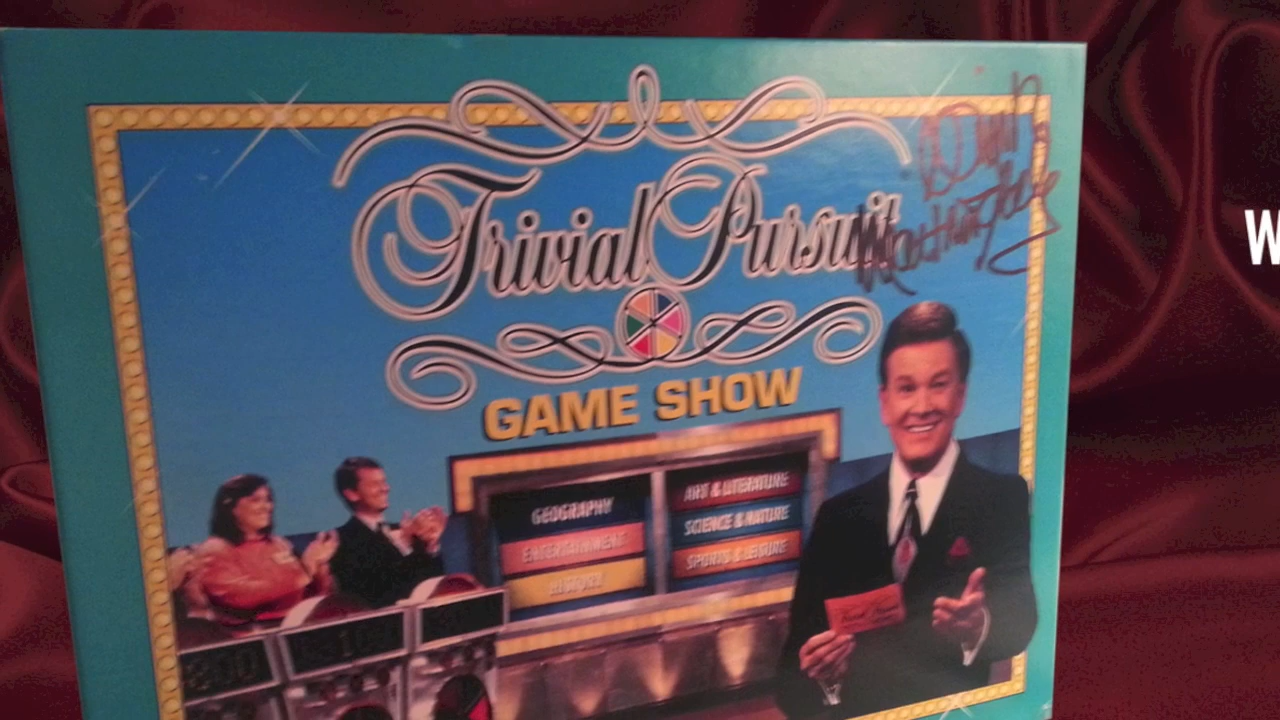 Trivial Pursuit
GAME SHOW
GEOGRAPHY
ENTERTAINMENT
HISTORY
ART & LITERATURE
SCIENCE & NATURE
SPORTS & LEISURE
W